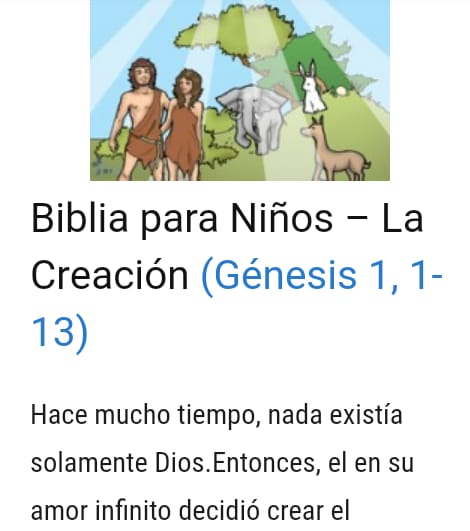 Biblia para Niños – La
Creación (Génesis 1, 1-
13)
Hace mucho tiempo, nada existía
solamente Dios.Entonces, el en su
amor infinito decidió crear el